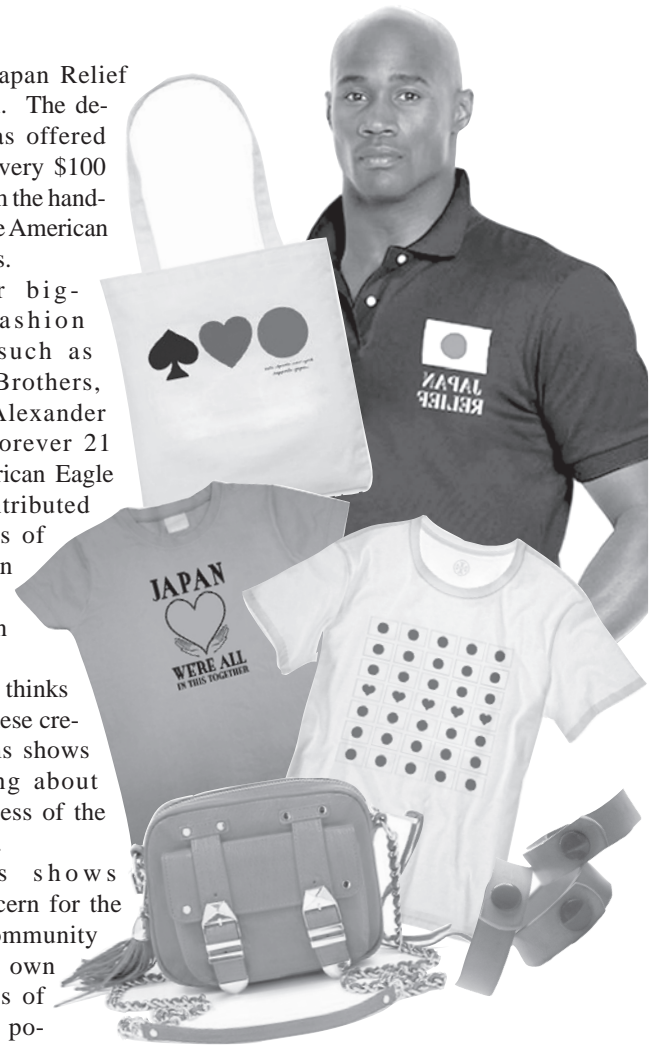 apan Relief
. The de-
as offered
very $100
n the hand-
e American
s.
r big-
ashion
such as
Brothers,
Alexander
orever 21
rican Eagle
tributed
s of
n
n
thinks
ese cre-
ns shows
ng about
ess of the
s shows
cern for the
ommunity
own
s of
po-
JAPAN
RELIEF
JAPAN
WE'RE ALL
IN THIS TOGETHER